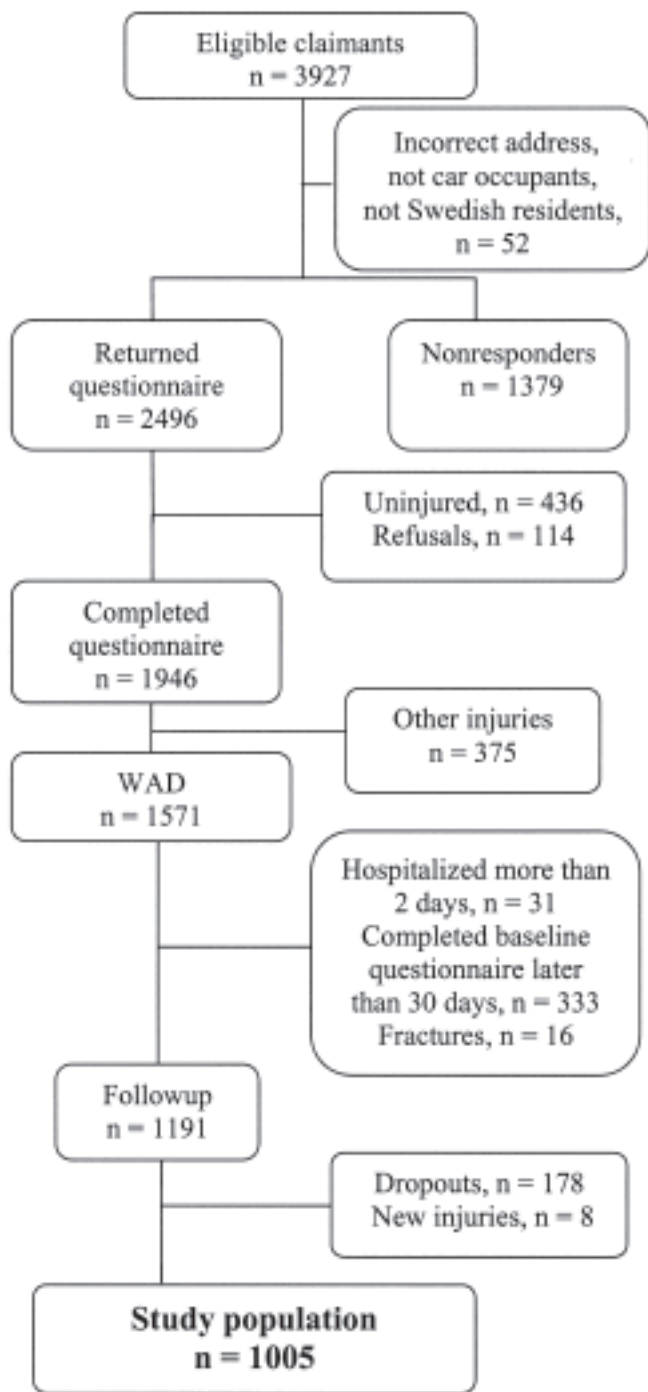 Eligible claimants
n = 3927
Incorrect address,
not car occupants,
not Swedish residents,
n = 52
Returned
questionnaire
n = 2496
Nonresponders
n = 1379
Uninjured, n = 436
Refusals, n = 114
Completed
questionnaire
n = 1946
Other injuries
n = 375
WAD
n = 1571
Hospitalized more than
2 days, n = 31
Completed baseline
questionnaire later
than 30 days, n = 333
Fractures, n = 16
Followup
n = 1191
Dropouts, n = 178
New injuries, n = 8
Study population
n = 1005